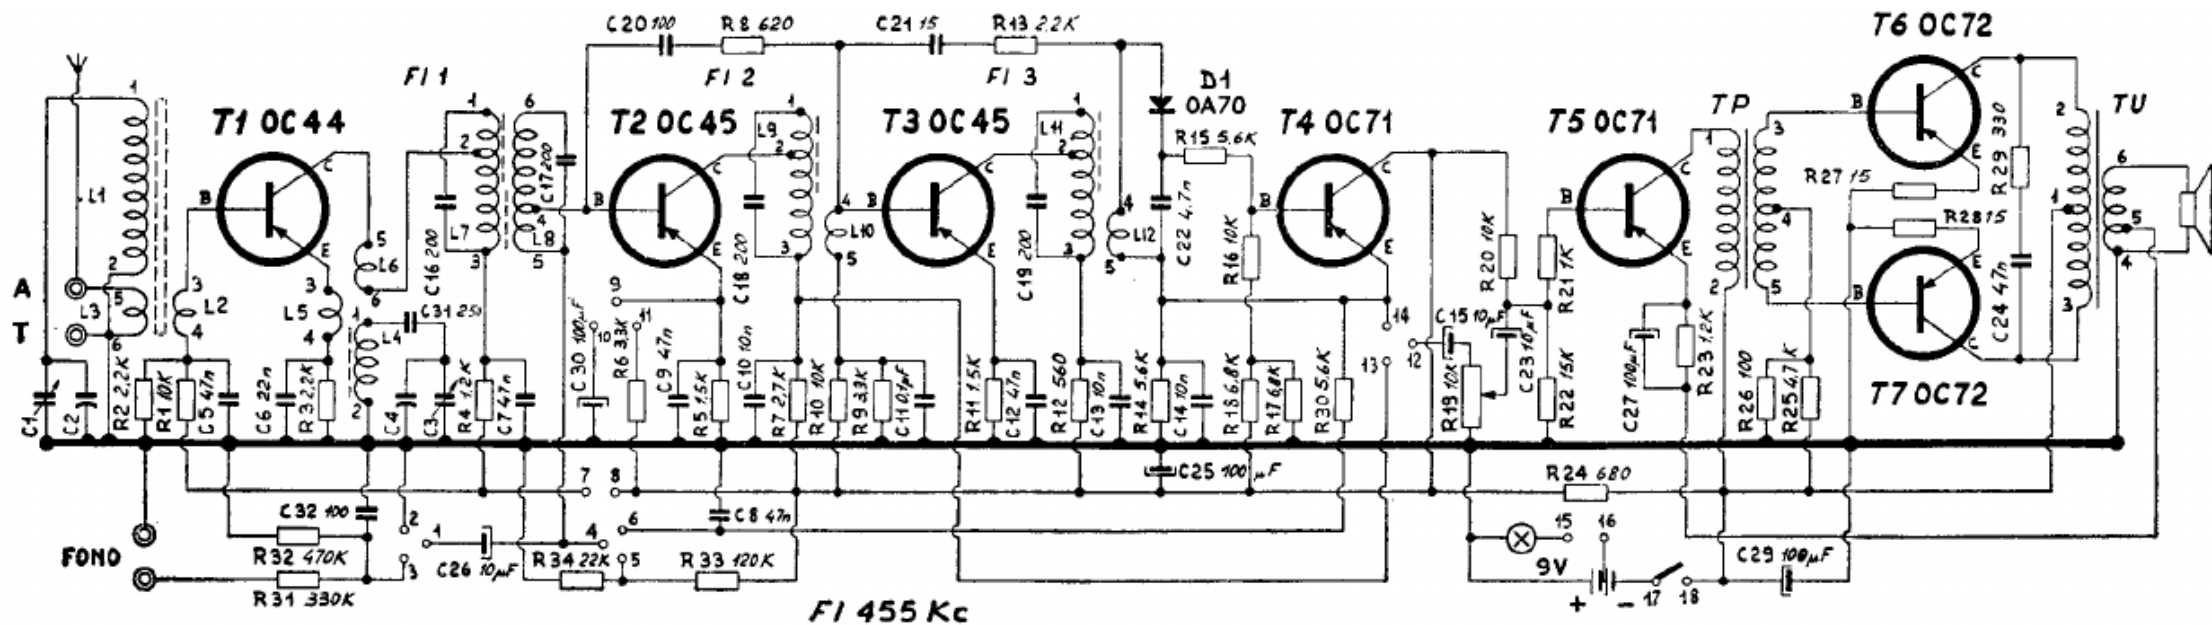 C20 100
R8 620
C21 15
R13 2.2K
T6 OC72
FI 1
FI 2
FI 3
D1
OA70
T1 OC44
T2 OC45
T3 OC45
T4 OC71
T5 OC71
TP
TU
R15 5.6K
R27 15
R28 15
R29 330
C24 47n
T7 OC72
L1
L2
L3
L4
L5
L6
L7
L8
L9
L10
L11
L12
C16 200
C17 200
C18 200
C19 200
C22 4,7n
R16 10K
R20 10K
R21 1K
A
T
C31 250
C1
C2
R2 2.2K
R1 10K
C5 47n
C6 22n
R3 2,2K
C4
C3
R4 1.2K
C7 47n
C30 100µF
R6 3.3K
C9 47n
R5 1.5K
C10 10n
R7 2,7K
R10 10K
R9 3.3K
C11 0,1µF
R11 1.5K
C12 47n
R12 560
C13 10n
R14 5.6K
C14 10n
R18 6.8K
R17 6,8K
R30 5.6K
C15 10µF
R19 10K
C23 10µF
R22 15K
C27 100µF
R23 1.2K
R26 100
R25 4.7K
C25 100µF
R24 680
C32 100
FONO
R32 470K
R31 330K
C26 10µF
R34 22K
C8 47n
R33 120K
9V
C29 100µF
+ -
FI 455 Kc